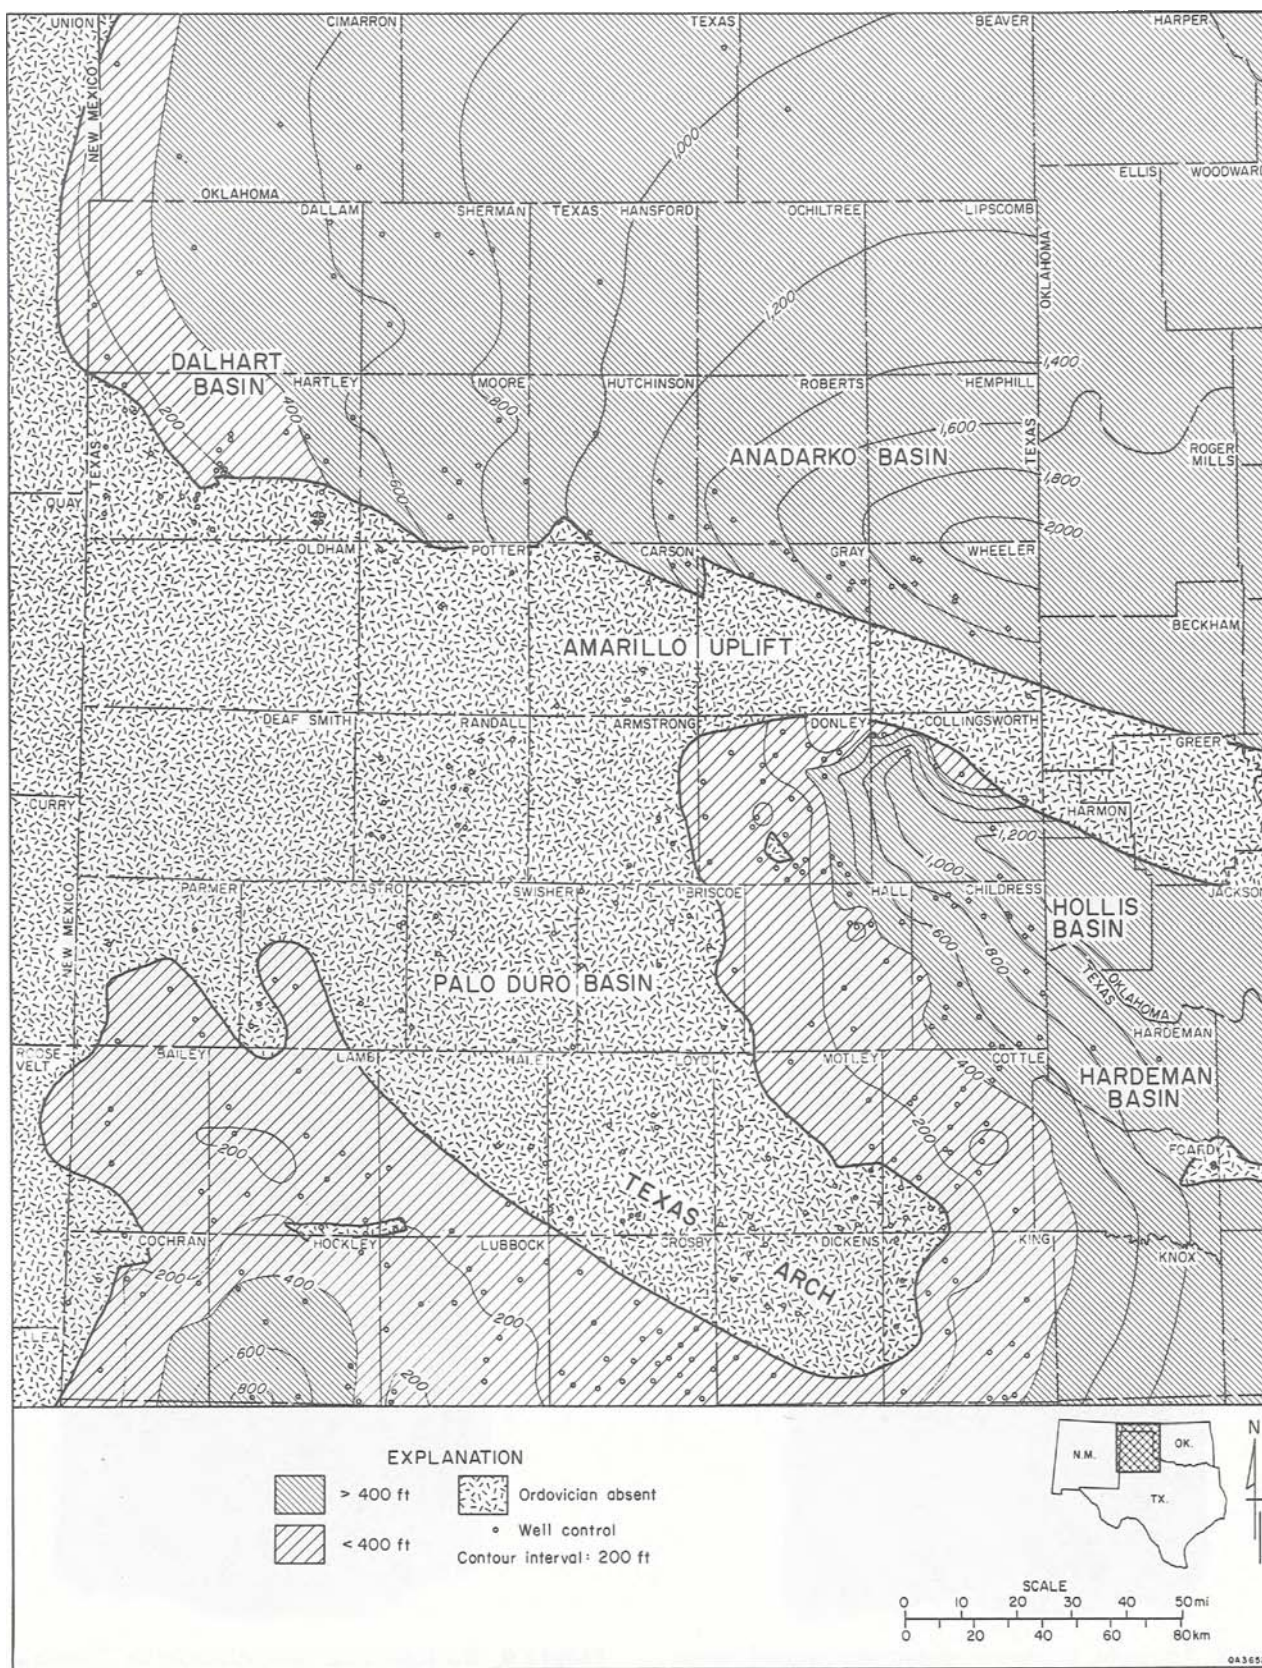 UNION CIMARRON TEXAS BEAVER HARPER
NEW MEXICO
1,000
ELLIS WOODWARD
OKLAHOMA
DALLAM SHERMAN TEXAS HANSFORD OCHILTREE LIPSCOMB
OKLAHOMA
1,200
DALHART
BASIN
1,400
HARTLEY MOORE HUTCHINSON ROBERTS HEMPHILL
200 400 800
1,600
TEXAS
ANADARKO BASIN
ROGER
MILLS
TEXAS
1,800
QUAY
600
2,000
OLDHAM POTTER CARSON GRAY WHEELER
BECKHAM
AMARILLO UPLIFT
DEAF SMITH RANDALL ARMSTRONG DONLEY COLLINGSWORTH
GREER
CURRY
HARMON
1,200
1,000
PARMER CASTRO SWISHER BRISCOE HALL CHILDRESS JACKSON
HOLLIS
BASIN
NEW MEXICO
600
800
PALO DURO BASIN
OKLAHOMA
TEXAS
HARDEMAN
ROOSE-
VELT
BAILEY LAMB HALE FLOYD MOTLEY COTTLE
400
HARDEMAN
BASIN
200
200
FOARD
TEXAS
COCHRAN HOCKLEY LUBBOCK CROSBY DICKENS KING
KNOX
200 400
ARCH
200
LEA
600
200
800
EXPLANATION
> 400 ft
Ordovician absent
< 400 ft
Well control
Contour interval: 200 ft
N.M. OK.
TX.
N
SCALE
0 10 20 30 40 50 mi
0 20 40 60 80 km